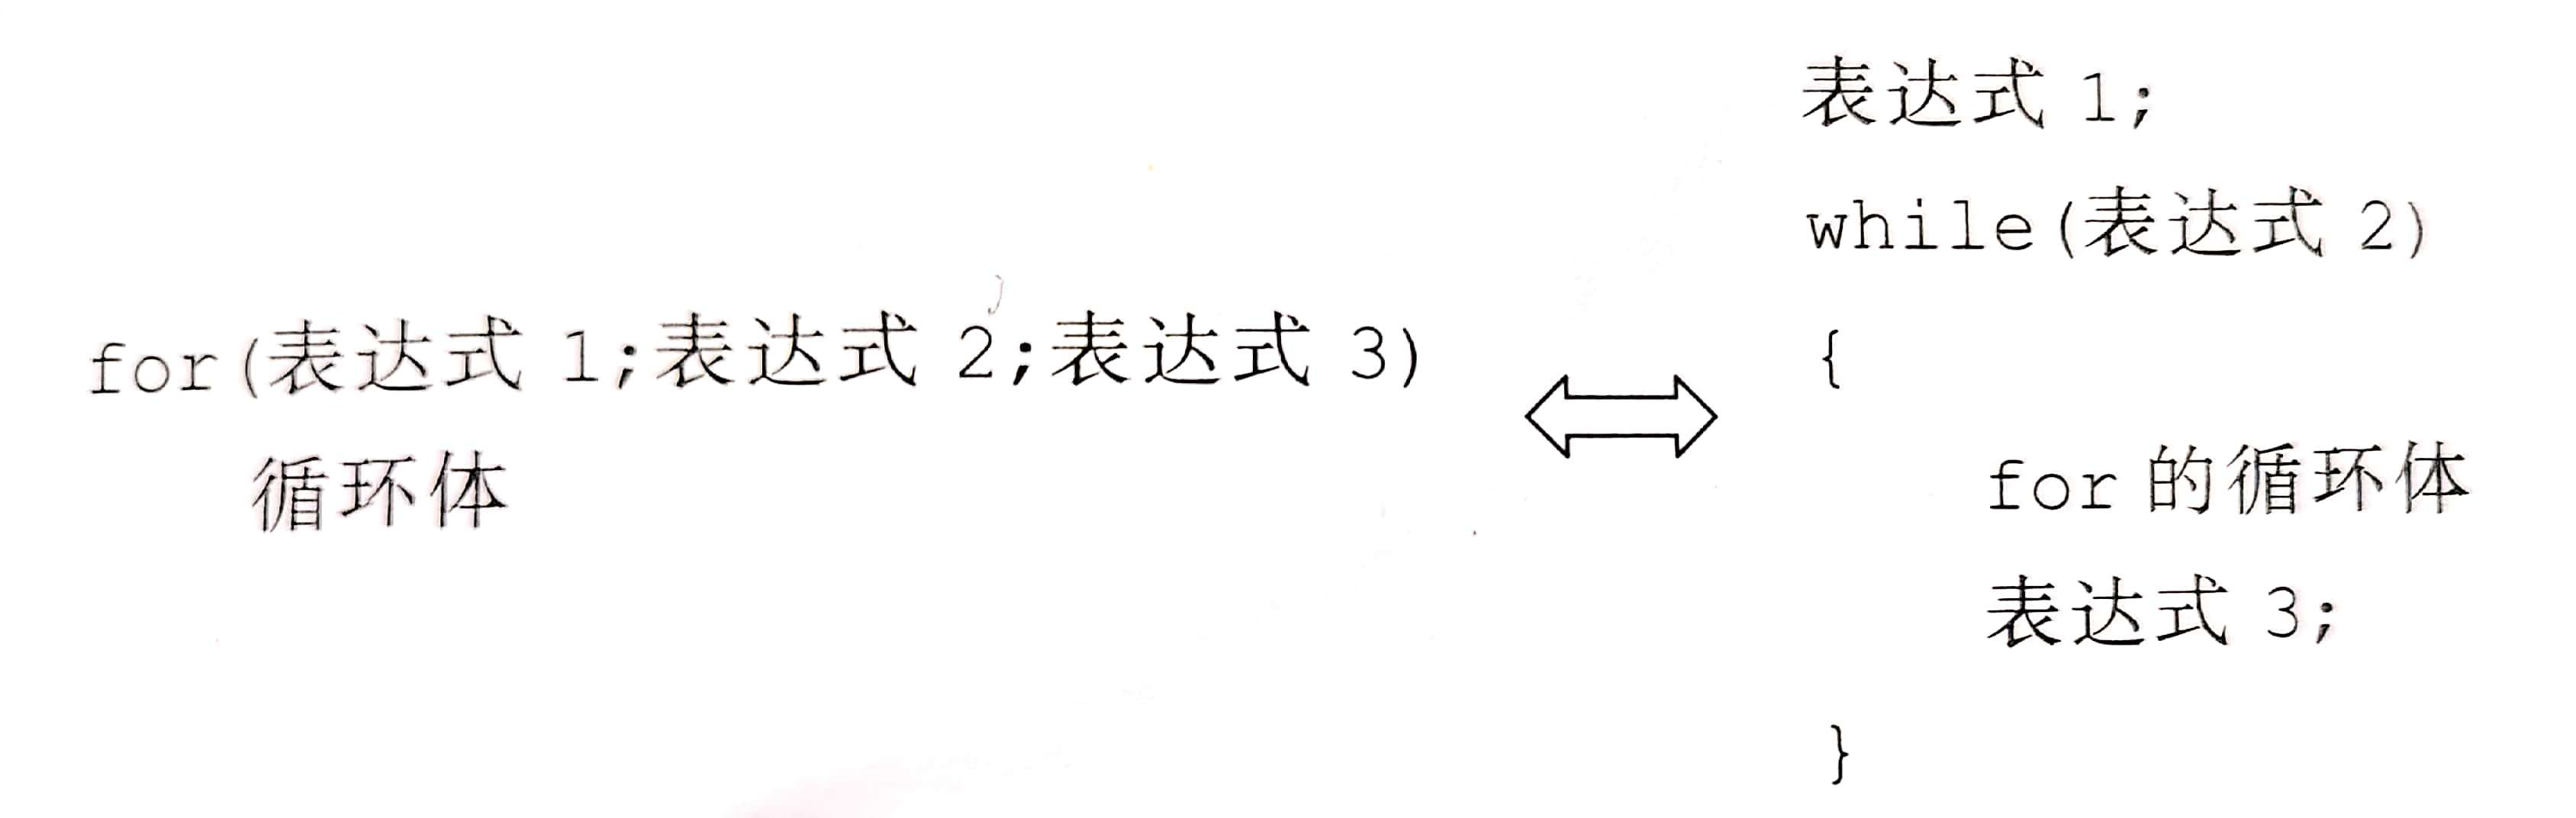 for(表达式 1;表达式 2;表达式 3)
循环体
表达式 1;
while(表达式 2)
{
for 的循环体
表达式 3;
}